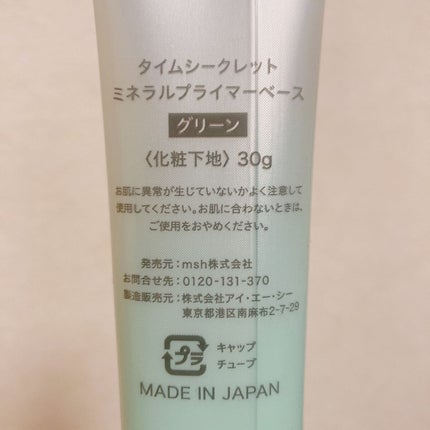 タイムシークレット
ミネラルプライマーベース
グリーン
〈化粧下地〉30g
お肌に異常が生じていないかよく注意して
使用してください。お肌に合わないときは、
ご使用をおやめください。
発売元：msh株式会社
お問合せ先：0120-131-370
製造販売元：株式会社アイ・エー・シー
東京都港区南麻布2-7-29
プラ
キャップ
チューブ
MADE IN JAPAN